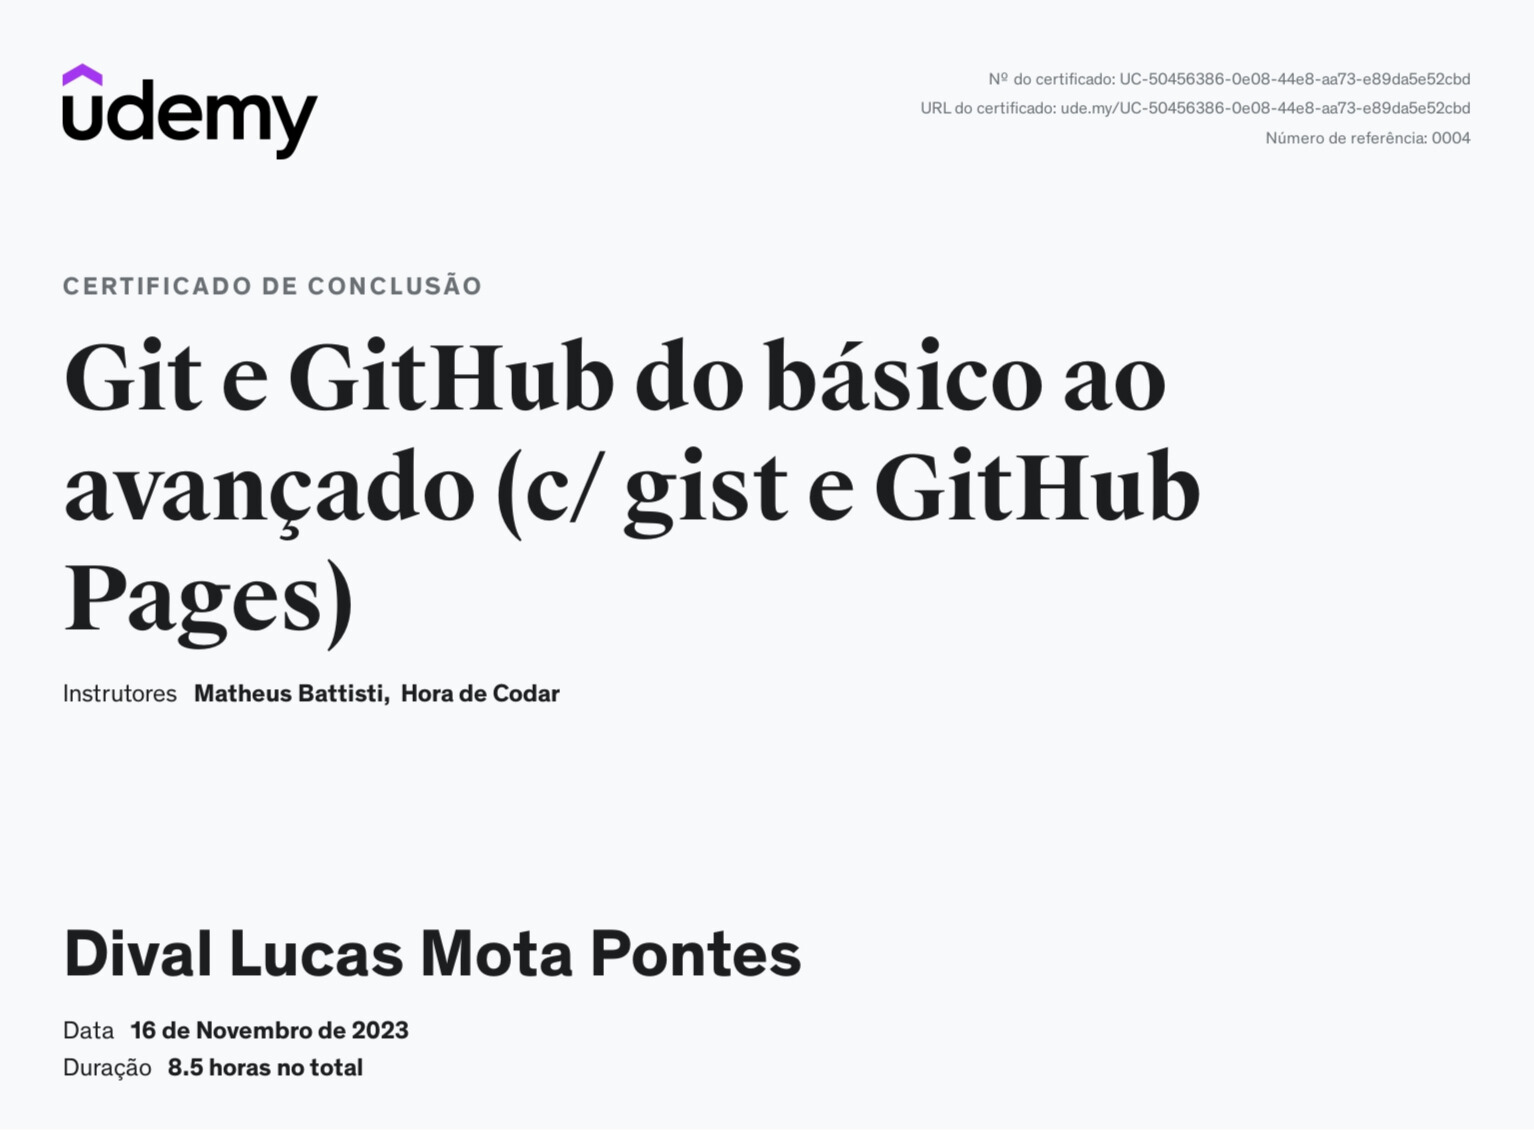 udemy
Nº do certificado: UC-50456386-0e08-44e8-aa73-e89da5e52cbd
URL do certificado: ude.my/UC-50456386-0e08-44e8-aa73-e89da5e52cbd
Número de referência: 0004
CERTIFICADO DE CONCLUSÃO
Git e GitHub do básico ao
avançado (c/ gist e GitHub
Pages)
Instrutores Matheus Battisti, Hora de Codar
Dival Lucas Mota Pontes
Data 16 de Novembro de 2023
Duração 8.5 horas no total